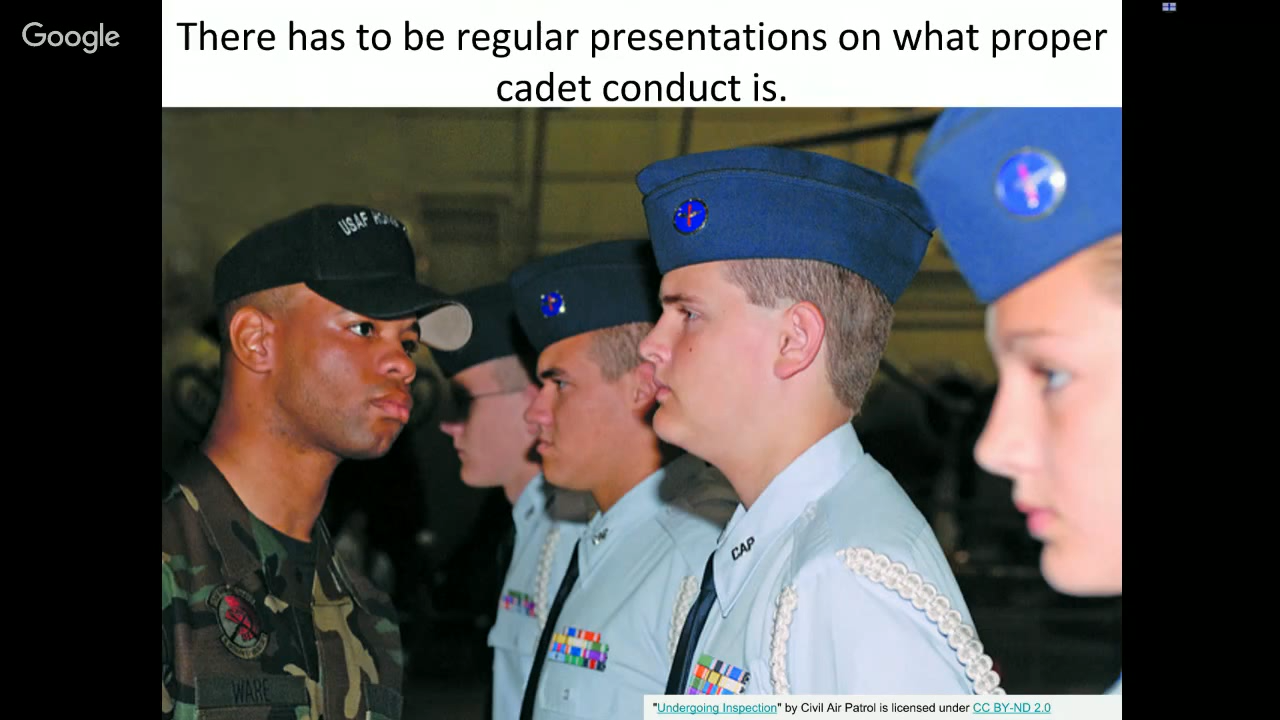 Google
There has to be regular presentations on what proper
cadet conduct is.
USAF
CAP
WARE
"Undergoing Inspection" by Civil Air Patrol is licensed under CC BY-ND 2.0